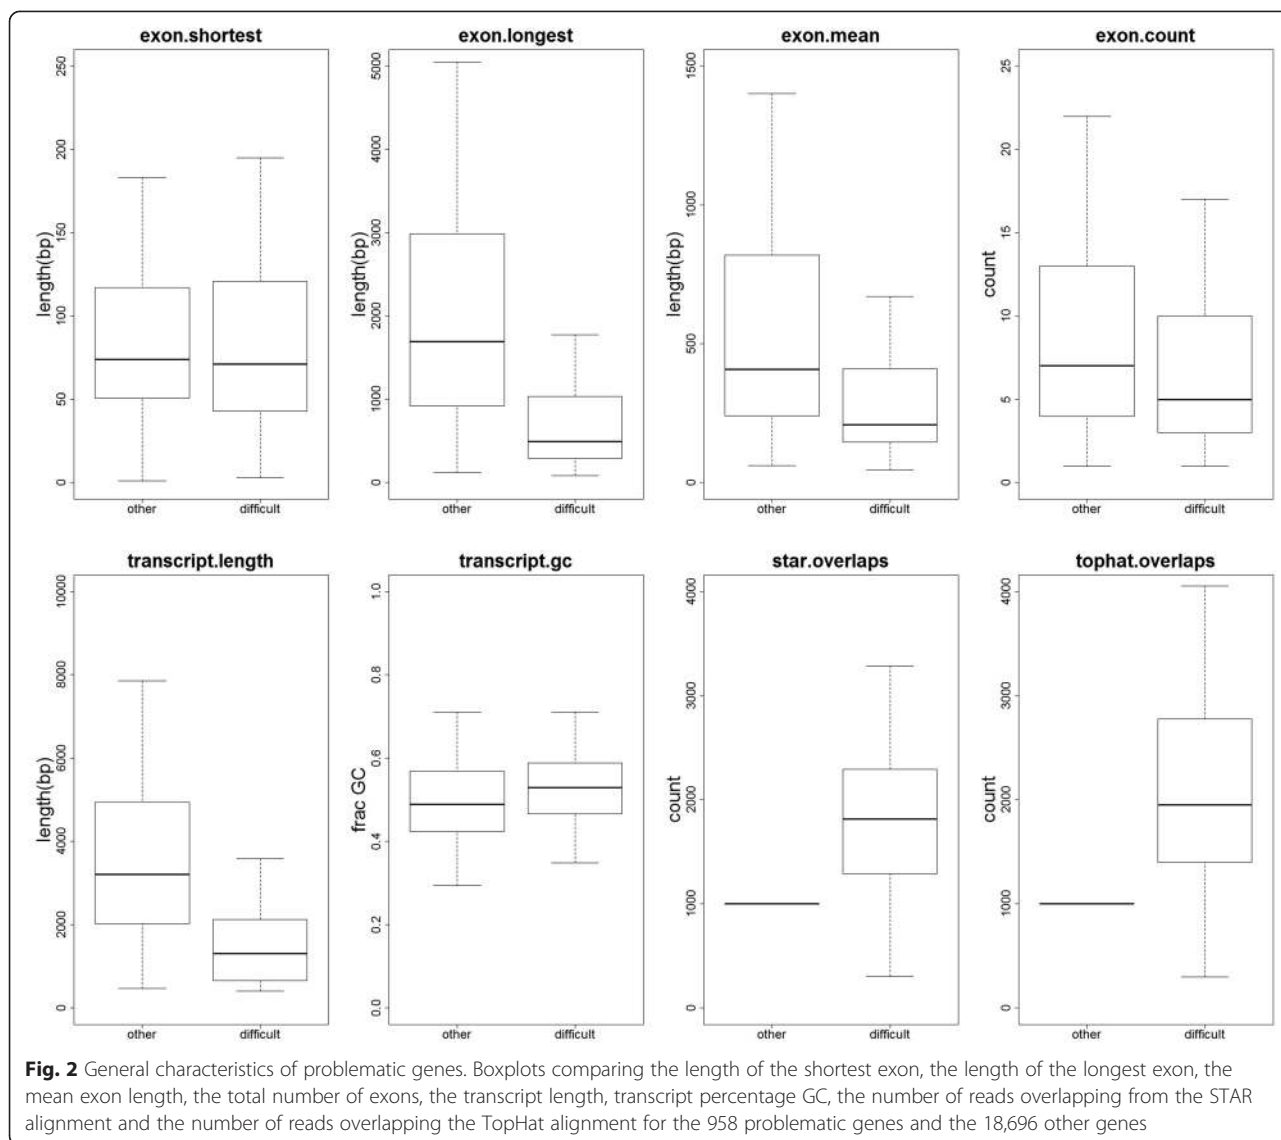 exon.shortest
length(bp)
0 50 100 150 200 250
other difficult
exon.longest
length(bp)
0 1000 2000 3000 4000 5000
other difficult
exon.mean
length(bp)
0 500 1000 1500
other difficult
exon.count
count
0 5 10 15 20 25
other difficult
transcript.length
length(bp)
0 2000 4000 6000 8000 10000
other difficult
transcript.gc
frac GC
0.0 0.2 0.4 0.6 0.8 1.0
other difficult
star.overlaps
count
0 1000 2000 3000 4000
other difficult
tophat.overlaps
count
0 1000 2000 3000 4000
other difficult
Fig. 2 General characteristics of problematic genes. Boxplots comparing the length of the shortest exon, the length of the longest exon, the
mean exon length, the total number of exons, the transcript length, transcript percentage GC, the number of reads overlapping from the STAR
alignment and the number of reads overlapping the TopHat alignment for the 958 problematic genes and the 18,696 other genes